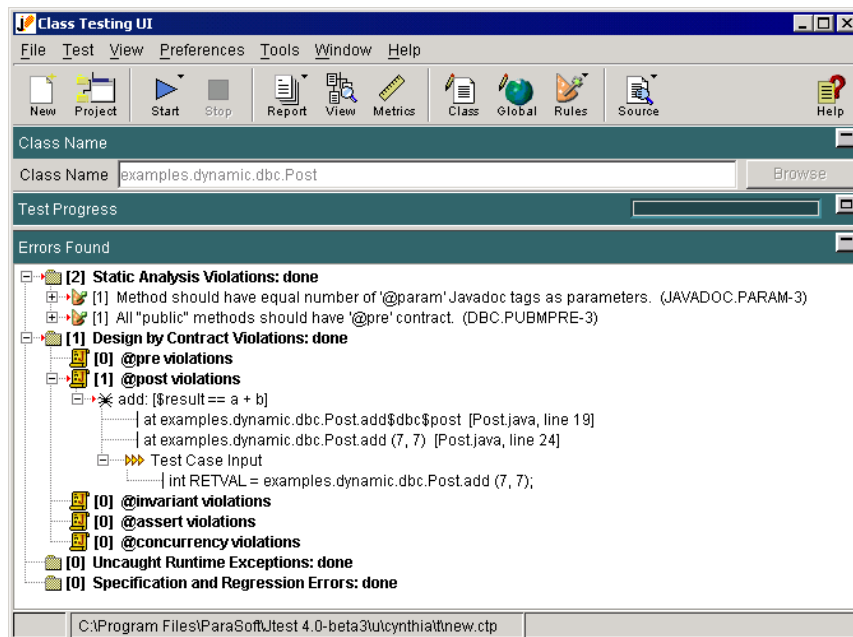 Class Testing UI
File Test View Preferences Tools Window Help
New Project Start Stop Report View Metrics Class Global Rules Source Help
Class Name
Class Name examples.dynamic.dbc.Post Browse
Test Progress
Errors Found
[2] Static Analysis Violations: done
[1] Method should have equal number of '@param' Javadoc tags as parameters. (JAVADOC.PARAM-3)
[1] All "public" methods should have '@pre' contract. (DBC.PUBMPRE-3)
[1] Design by Contract Violations: done
[0] @pre violations
[1] @post violations
add: [$result == a + b]
at examples.dynamic.dbc.Post.add$dbc$post [Post.java, line 19]
at examples.dynamic.dbc.Post.add (7, 7) [Post.java, line 24]
Test Case Input
int RETVAL = examples.dynamic.dbc.Post.add (7, 7);
[0] @invariant violations
[0] @assert violations
[0] @concurrency violations
[0] Uncaught Runtime Exceptions: done
[0] Specification and Regression Errors: done
C:\Program Files\ParaSoft\Jtest 4.0-beta3\u\cynthia\t\new.ctp